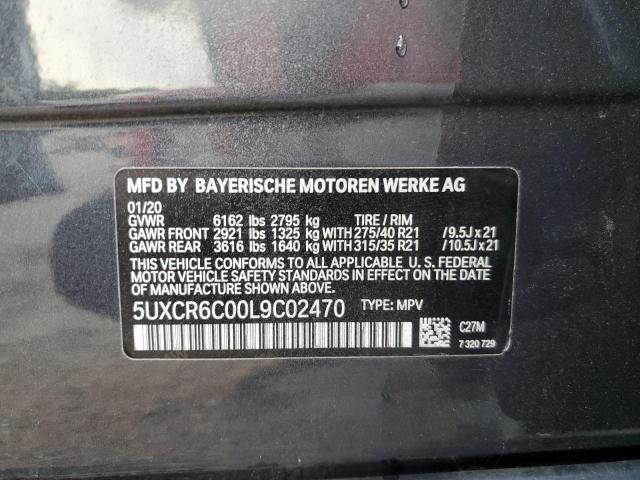 MFD BY BAYERISCHE MOTOREN WERKE AG
01/20
GVWR 6162 lbs 2795 kg TIRE / RIM
GAWR FRONT 2921 lbs 1325 kg WITH 275/40 R21 /9.5J x 21
GAWR REAR 3616 lbs 1640 kg WITH 315/35 R21 /10.5J x 21
THIS VEHICLE CONFORMS TO ALL APPLICABLE U. S. FEDERAL
MOTOR VEHICLE SAFETY STANDARDS IN EFFECT ON THE DATE OF
MANUFACTURE SHOWN ABOVE.
5UXCR6C00L9C02470 TYPE: MPV
C27M
7 320 729